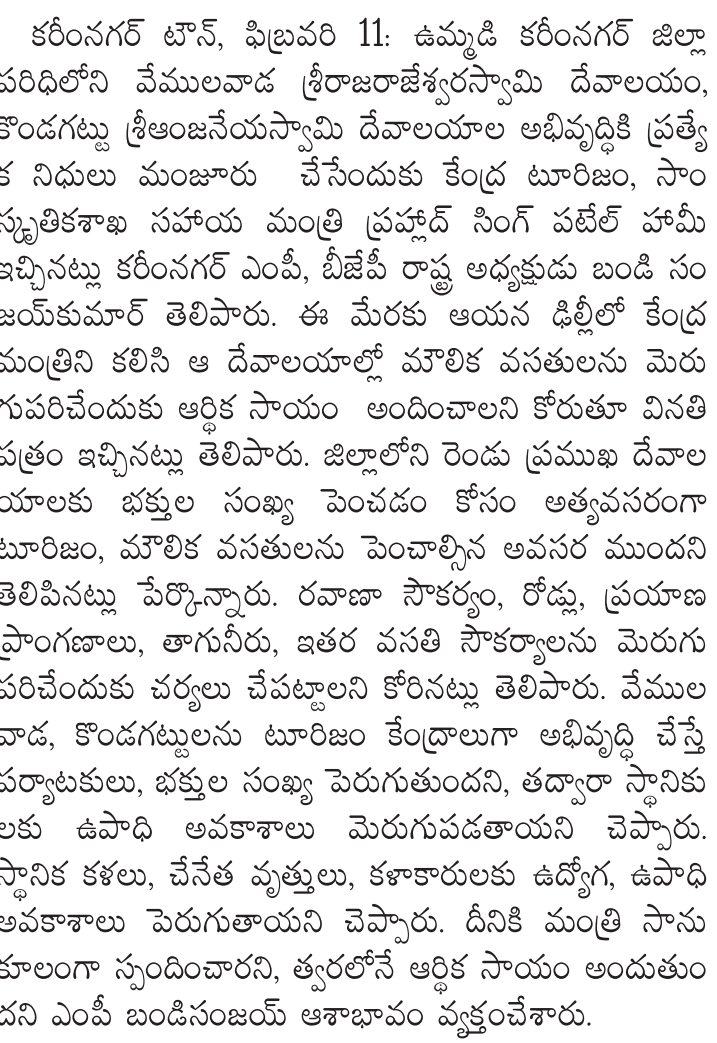 కరీంనగర్ టౌన్, ఫిబ్రవరి 11: ఉమ్మడి కరీంనగర్ జిల్లా
పరిధిలోని వేములవాడ శ్రీరాజరాజేశ్వరస్వామి దేవాలయం,
కొండగట్టు శ్రీఆంజనేయస్వామి దేవాలయాల అభివృద్ధికి ప్రత్యే
క నిధులు మంజూరు చేసేందుకు కేంద్ర టూరిజం, సాం
స్కృతికశాఖ సహాయ మంత్రి ప్రహ్లాద్ సింగ్ పటేల్ హామీ
ఇచ్చినట్లు కరీంనగర్ ఎంపీ, బీజేపీ రాష్ట్ర అధ్యక్షుడు బండి సం
జయ్‌కుమార్ తెలిపారు. ఈ మేరకు ఆయన ఢిల్లీలో కేంద్ర
మంత్రిని కలిసి ఆ దేవాలయాల్లో మౌలిక వసతులను మెరు
గుపరిచేందుకు ఆర్థిక సాయం అందించాలని కోరుతూ వినతి
పత్రం ఇచ్చినట్లు తెలిపారు. జిల్లాలోని రెండు ప్రముఖ దేవాల
యాలకు భక్తుల సంఖ్య పెంచడం కోసం అత్యవసరంగా
టూరిజం, మౌలిక వసతులను పెంచాల్సిన అవసర ముందని
తెలిపినట్లు పేర్కొన్నారు. రవాణా సౌకర్యం, రోడ్లు, ప్రయాణ
ప్రాంగణాలు, తాగునీరు, ఇతర వసతి సౌకర్యాలను మెరుగు
పరిచేందుకు చర్యలు చేపట్టాలని కోరినట్లు తెలిపారు. వేముల
వాడ, కొండగట్టులను టూరిజం కేంద్రాలుగా అభివృద్ధి చేస్తే
పర్యాటకులు, భక్తుల సంఖ్య పెరుగుతుందని, తద్వారా స్థానికు
లకు ఉపాధి అవకాశాలు మెరుగుపడతాయని చెప్పారు.
స్థానిక కళలు, చేనేత వృత్తులు, కళాకారులకు ఉద్యోగ, ఉపాధి
అవకాశాలు పెరుగుతాయని చెప్పారు. దీనికి మంత్రి సాను
కూలంగా స్పందించారని, త్వరలోనే ఆర్థిక సాయం అందుతుం
దని ఎంపీ బండిసంజయ్ ఆశాభావం వ్యక్తంచేశారు.